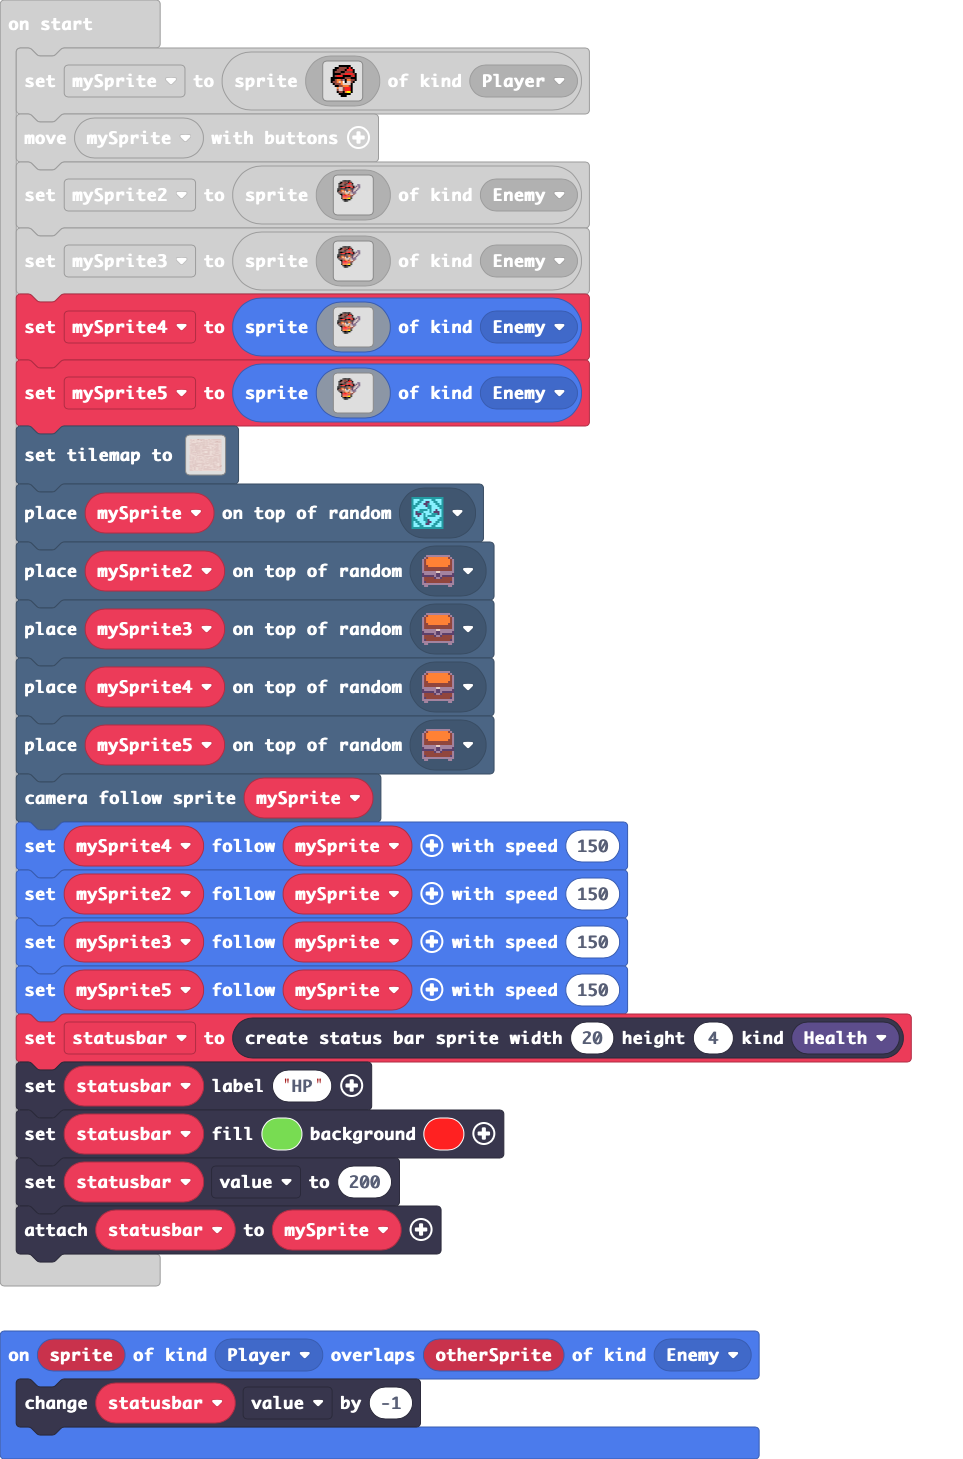 on start
set mySprite to sprite of kind Player
move mySprite with buttons
set mySprite2 to sprite of kind Enemy
set mySprite3 to sprite of kind Enemy
set mySprite4 to sprite of kind Enemy
set mySprite5 to sprite of kind Enemy
set tilemap to
place mySprite on top of random
place mySprite2 on top of random
place mySprite3 on top of random
place mySprite4 on top of random
place mySprite5 on top of random
camera follow sprite mySprite
set mySprite4 follow mySprite with speed 150
set mySprite2 follow mySprite with speed 150
set mySprite3 follow mySprite with speed 150
set mySprite5 follow mySprite with speed 150
set statusbar to create status bar sprite width 20 height 4 kind Health
set statusbar label "HP"
set statusbar fill background
set statusbar value to 200
attach statusbar to mySprite
on sprite of kind Player overlaps otherSprite of kind Enemy
change statusbar value by -1